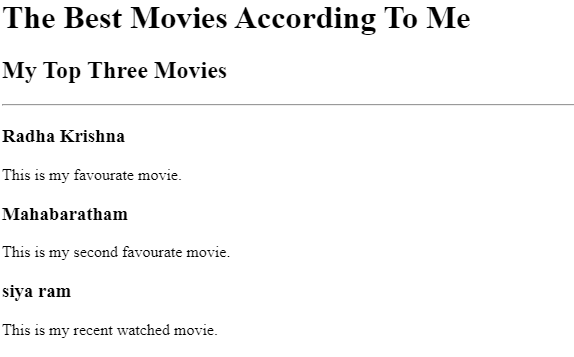 The Best Movies According To Me
My Top Three Movies
Radha Krishna
This is my favourate movie.
Mahabaratham
This is my second favourate movie.
siya ram
This is my recent watched movie.